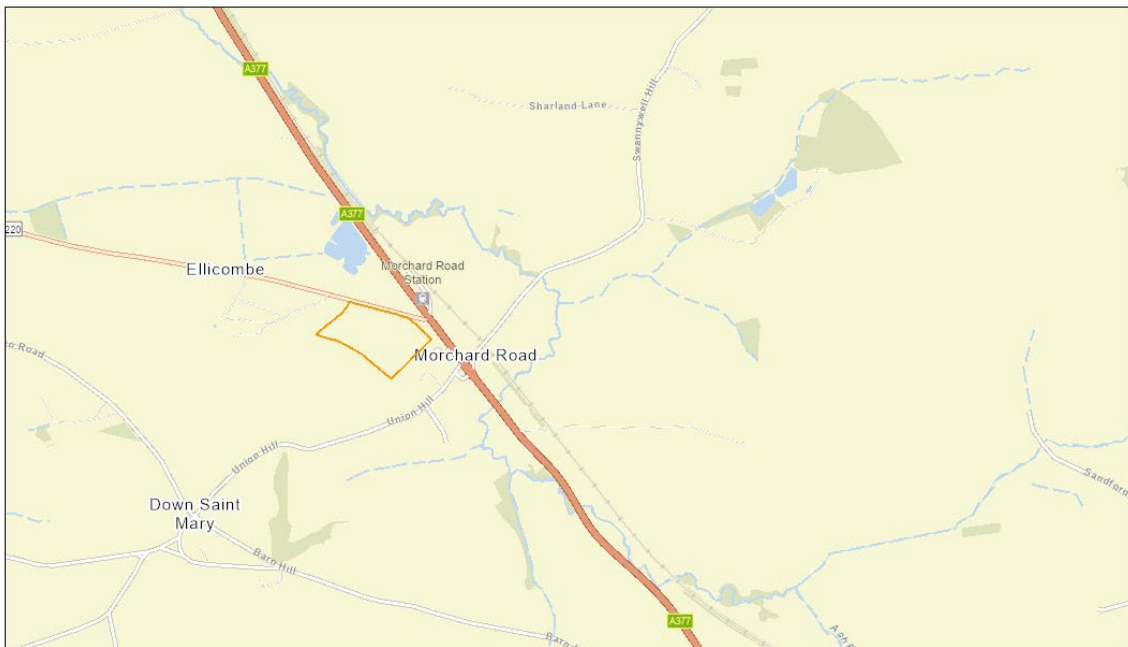 A377
Sharland Lane
Swannywell Hill
A377
220
Ellicombe
Morchard Road
Station
Morchard Road
Union Hill
Union Hill
Down Saint
Mary
Barn Hill
Sandfor
A377